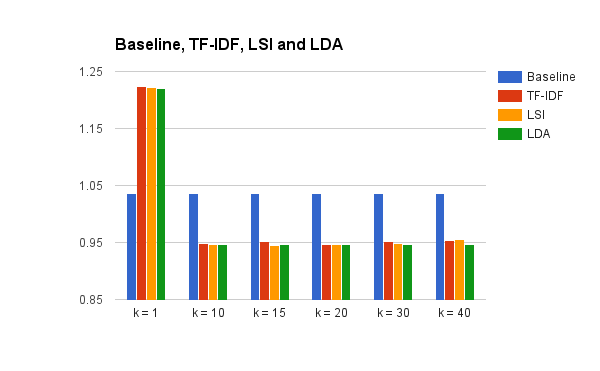 Baseline, TF-IDF, LSI and LDA
1.25
1.15
1.05
0.95
0.85
k = 1
k = 10
k = 15
k = 20
k = 30
k = 40
Baseline
TF-IDF
LSI
LDA